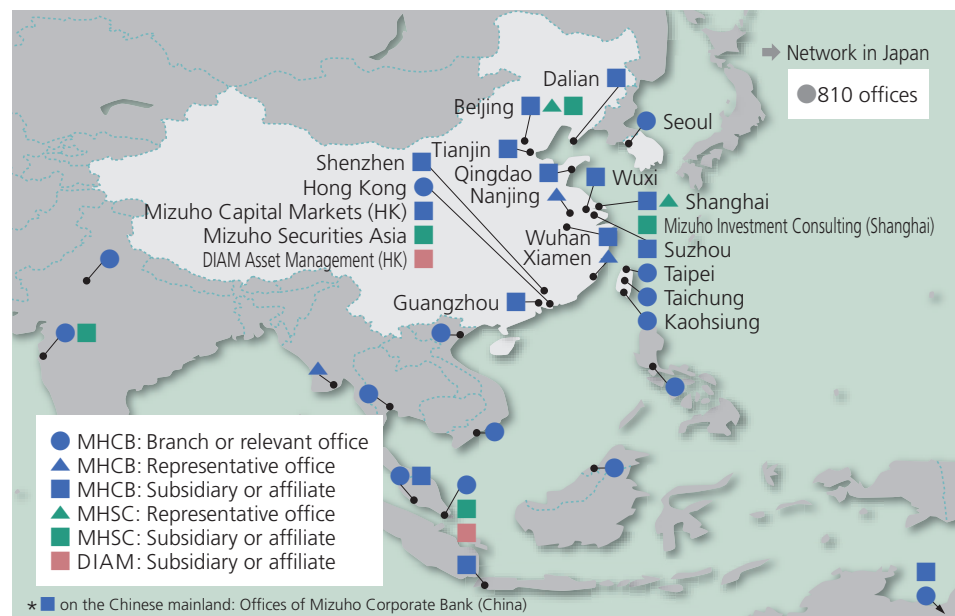 Network in Japan
810 offices
Dalian
Beijing
Seoul
Tianjin
Shenzhen
Qingdao
Wuxi
Hong Kong
Nanjing
Shanghai
Mizuho Capital Markets (HK)
Mizuho Investment Consulting (Shanghai)
Mizuho Securities Asia
Wuhan
Suzhou
DIAM Asset Management (HK)
Xiamen
Taipei
Guangzhou
Taichung
Kaohsiung
MHCB: Branch or relevant office
MHCB: Representative office
MHCB: Subsidiary or affiliate
MHSC: Representative office
MHSC: Subsidiary or affiliate
DIAM: Subsidiary or affiliate
* on the Chinese mainland: Offices of Mizuho Corporate Bank (China)